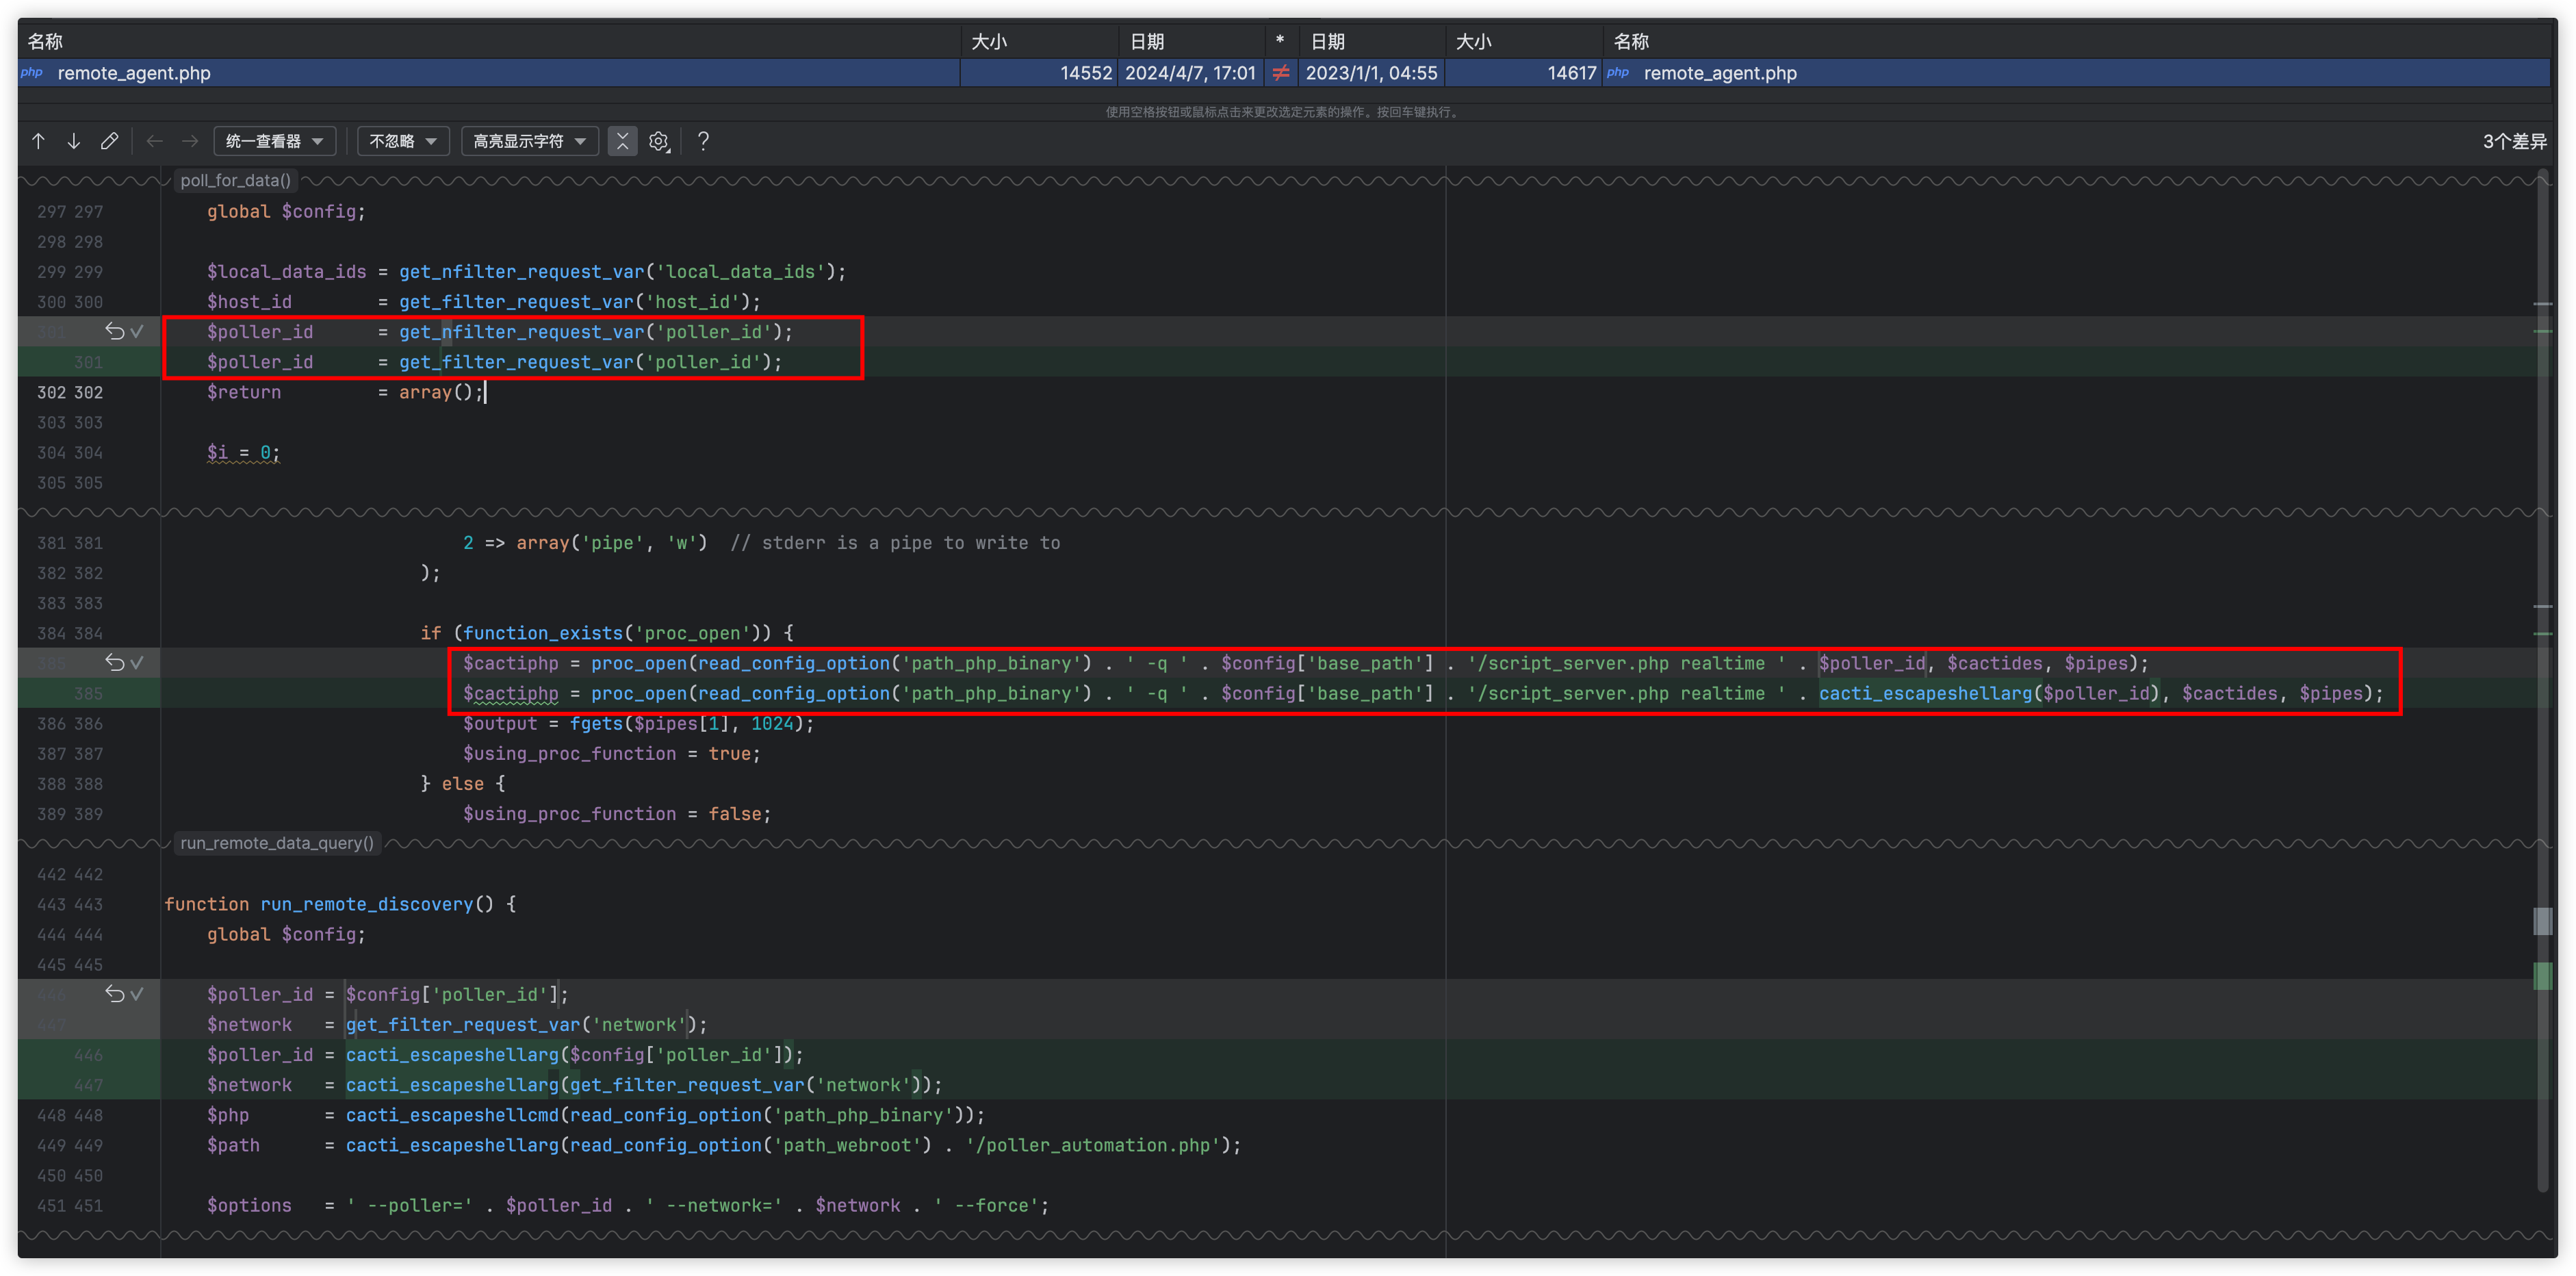 名称 大小 日期 * 日期 大小 名称
php remote_agent.php 14552 2024/4/7, 17:01 ≠ 2023/1/1, 04:55 14617 php remote_agent.php
使用空格按钮或鼠标点击来更改选定元素的操作。按回车键执行。
统一查看器 不忽略 高亮显示字符 ? 3个差异
poll_for_data()
297 297 global $config;
298 298
299 299 $local_data_ids = get_nfilter_request_var('local_data_ids');
300 300 $host_id = get_filter_request_var('host_id');
301 $poller_id = get_nfilter_request_var('poller_id');
301 $poller_id = get_filter_request_var('poller_id');
302 302 $return = array();
303 303
304 304 $i = 0;
305 305
381 381 2 => array('pipe', 'w') // stderr is a pipe to write to
382 382 );
383 383
384 384 if (function_exists('proc_open')) {
385 $cactiphp = proc_open(read_config_option('path_php_binary') . ' -q ' . $config['base_path'] . '/script_server.php realtime ' . $poller_id, $cactides, $pipes);
385 $cactiphp = proc_open(read_config_option('path_php_binary') . ' -q ' . $config['base_path'] . '/script_server.php realtime ' . cacti_escapeshellarg($poller_id), $cactides, $pipes);
386 386 $output = fgets($pipes[1], 1024);
387 387 $using_proc_function = true;
388 388 } else {
389 389 $using_proc_function = false;
run_remote_data_query()
442 442
443 443 function run_remote_discovery() {
444 444 global $config;
445 445
446 $poller_id = $config['poller_id'];
447 $network = get_filter_request_var('network');
446 $poller_id = cacti_escapeshellarg($config['poller_id']);
447 $network = cacti_escapeshellarg(get_filter_request_var('network'));
448 448 $php = cacti_escapeshellcmd(read_config_option('path_php_binary'));
449 449 $path = cacti_escapeshellarg(read_config_option('path_webroot') . '/poller_automation.php');
450 450
451 451 $options = ' --poller=' . $poller_id . ' --network=' . $network . ' --force';